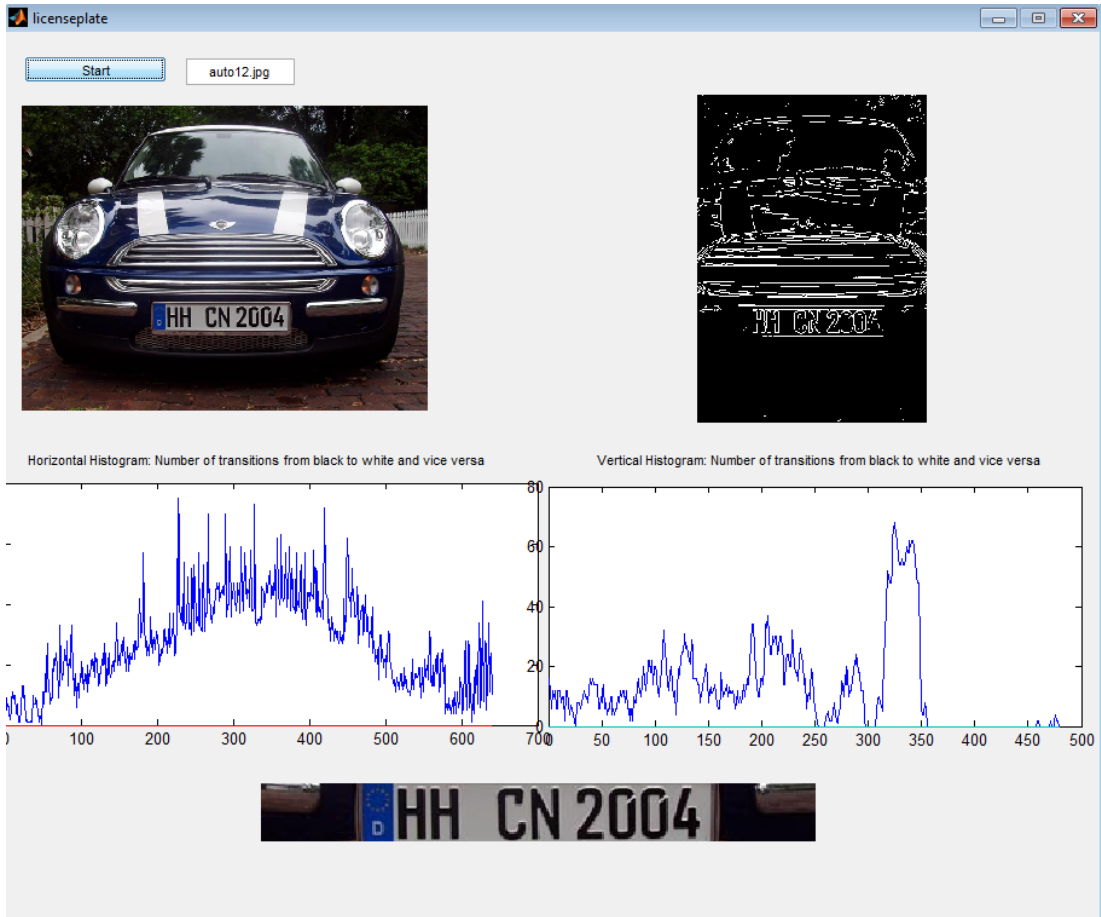 licenseplate
Start
auto12.jpg
D HH CN 2004
HH CN 2004
Horizontal Histogram: Number of transitions from black to white and vice versa
Vertical Histogram: Number of transitions from black to white and vice versa
80
60
40
20
0
0 100 200 300 400 500 600 700
0 50 100 150 200 250 300 350 400 450 500
D HH CN 2004